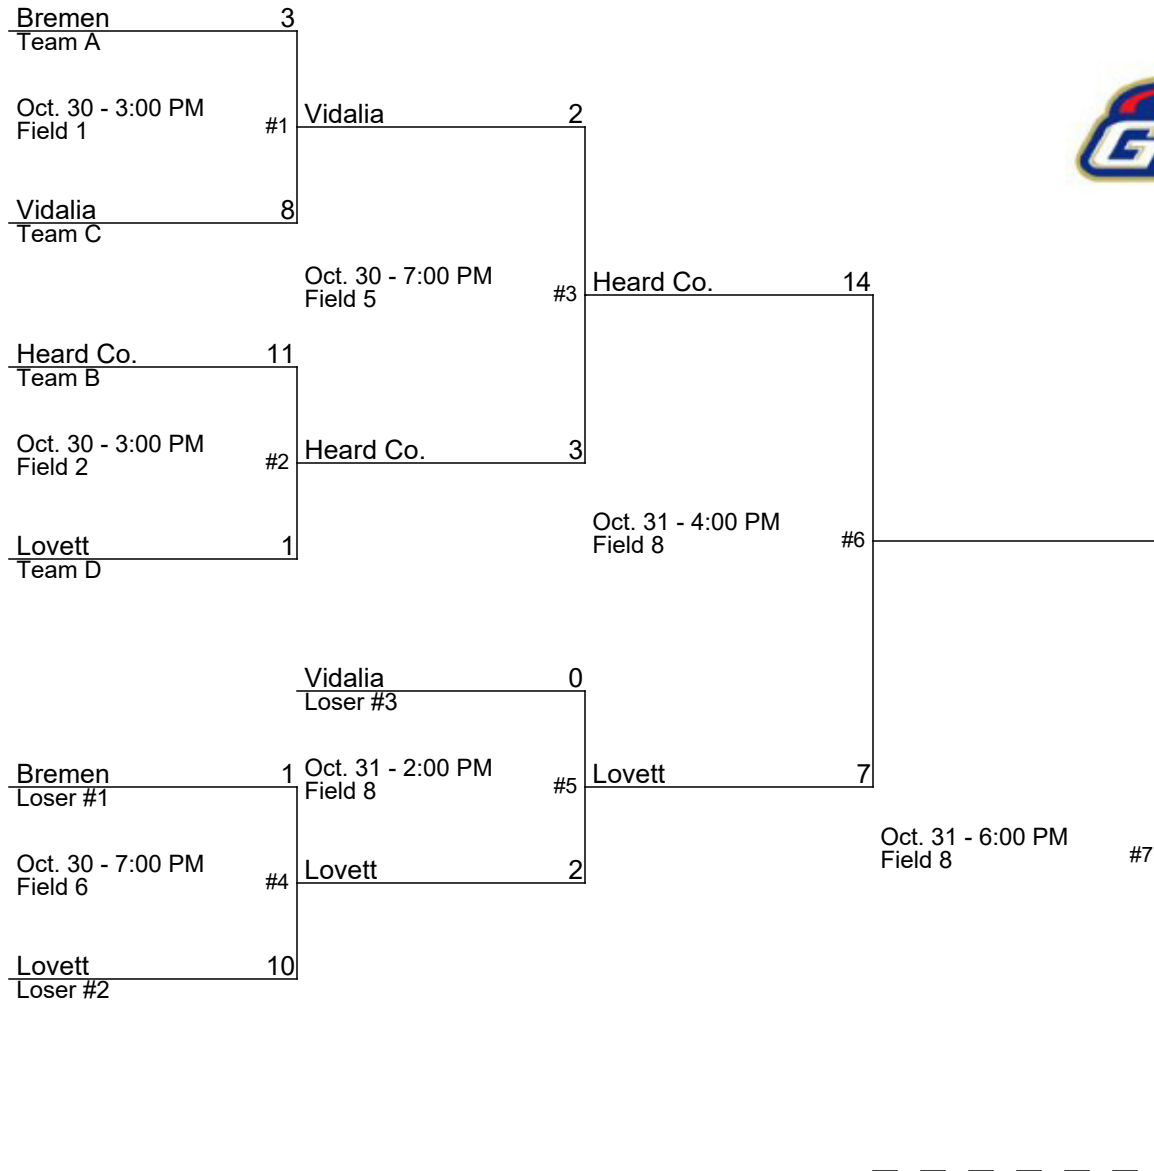 Bremen 3
Team A
Oct. 30 - 3:00 PM
Field 1
#1
Vidalia 2
Vidalia 8
Team C
Oct. 30 - 7:00 PM
Field 5
#3
Heard Co. 14
Heard Co. 11
Team B
Oct. 30 - 3:00 PM
Field 2
#2
Heard Co. 3
Oct. 31 - 4:00 PM
Field 8
#6
Lovett 1
Team D
Vidalia 0
Loser #3
Bremen 1
Loser #1
Oct. 31 - 2:00 PM
Field 8
#5
Lovett 7
Oct. 31 - 6:00 PM
Field 8
#7
Oct. 30 - 7:00 PM
Field 6
#4
Lovett 2
Lovett 10
Loser #2